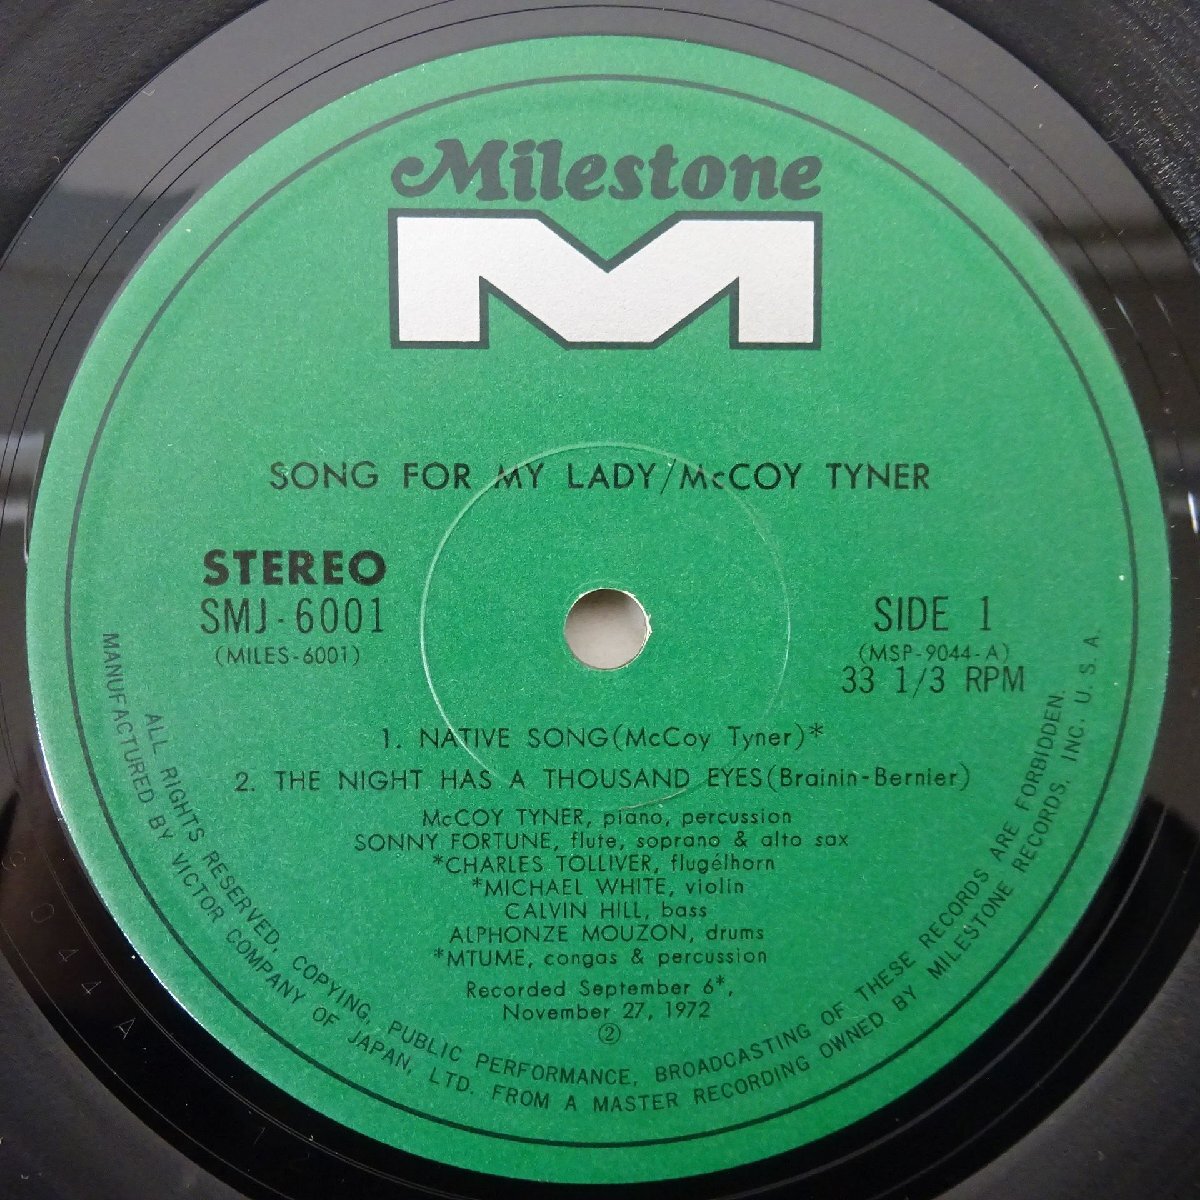 Milestone
SONG FOR MY LADY/McCOY TYNER
STEREO
SMJ-6001
(MILES-6001)
SIDE 1
(MSP-9044-A)
33 1/3 RPM
1. NATIVE SONG(McCoy Tyner)*
2. THE NIGHT HAS A THOUSAND EYES(Brainin-Bernier)
McCOY TYNER, piano, percussion
SONNY FORTUNE, flute, soprano & alto sax
*CHARLES TOLLIVER, flugélhorn
*MICHAEL WHITE, violin
CALVIN HILL, bass
ALPHONZE MOUZON, drums
*MTUME, congas & percussion
Recorded September 6*,
November 27, 1972
②
ALL RIGHTS RESERVED, COPYING, PUBLIC PERFORMANCE, BROADCASTING OF THESE RECORDS ARE FORBIDDEN.
MANUFACTURED BY VICTOR COMPANY OF JAPAN, LTD. FROM A MASTER RECORDING OWNED BY MILESTONE RECORDS, INC. U. S. A.